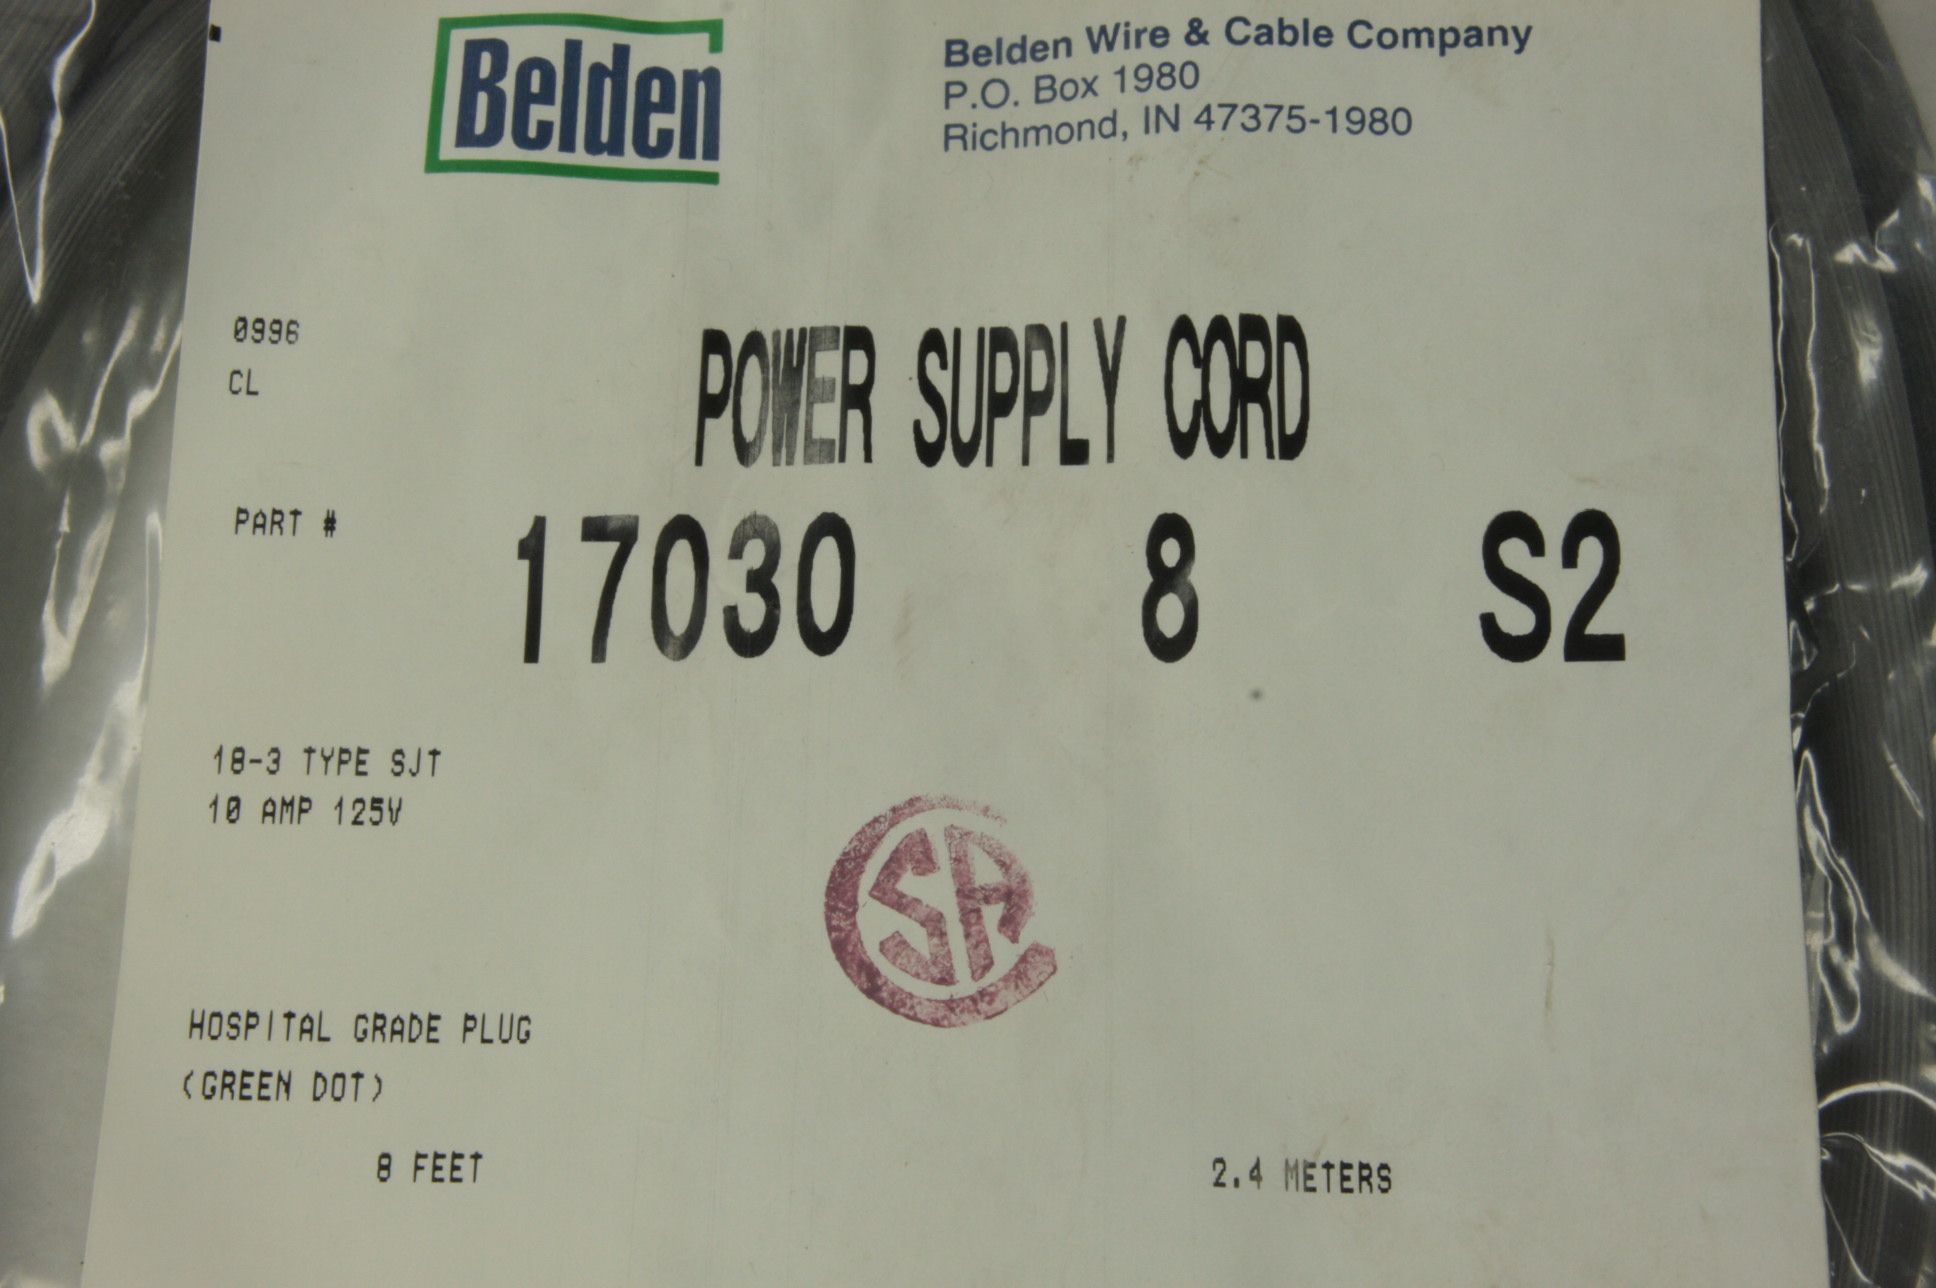 Belden
Belden Wire & Cable Company
P.O. Box 1980
Richmond, IN 47375-1980
0996
CL
POWER SUPPLY CORD
PART # 17030 8 S2
18-3 TYPE SJT
10 AMP 125V
CSA
HOSPITAL GRADE PLUG
(GREEN DOT)
8 FEET 2.4 METERS